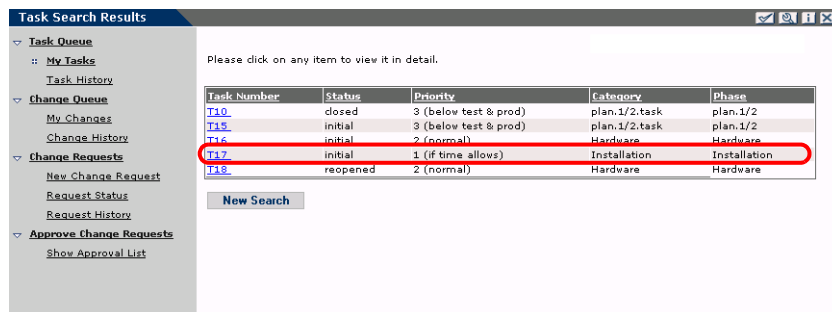 Task Search Results
Task Queue
My Tasks
Task History
Change Queue
My Changes
Change History
Change Requests
New Change Request
Request Status
Request History
Approve Change Requests
Show Approval List
Please click on any item to view it in detail.
Task Number Status Priority Category Phase
T10 closed 3 (below test & prod) plan.1/2.task plan.1/2
T15 initial 3 (below test & prod) plan.1/2.task plan.1/2
T16 initial 2 (normal) Hardware Hardware
T17 initial 1 (if time allows) Installation Installation
T18 reopened 2 (normal) Hardware Hardware
New Search